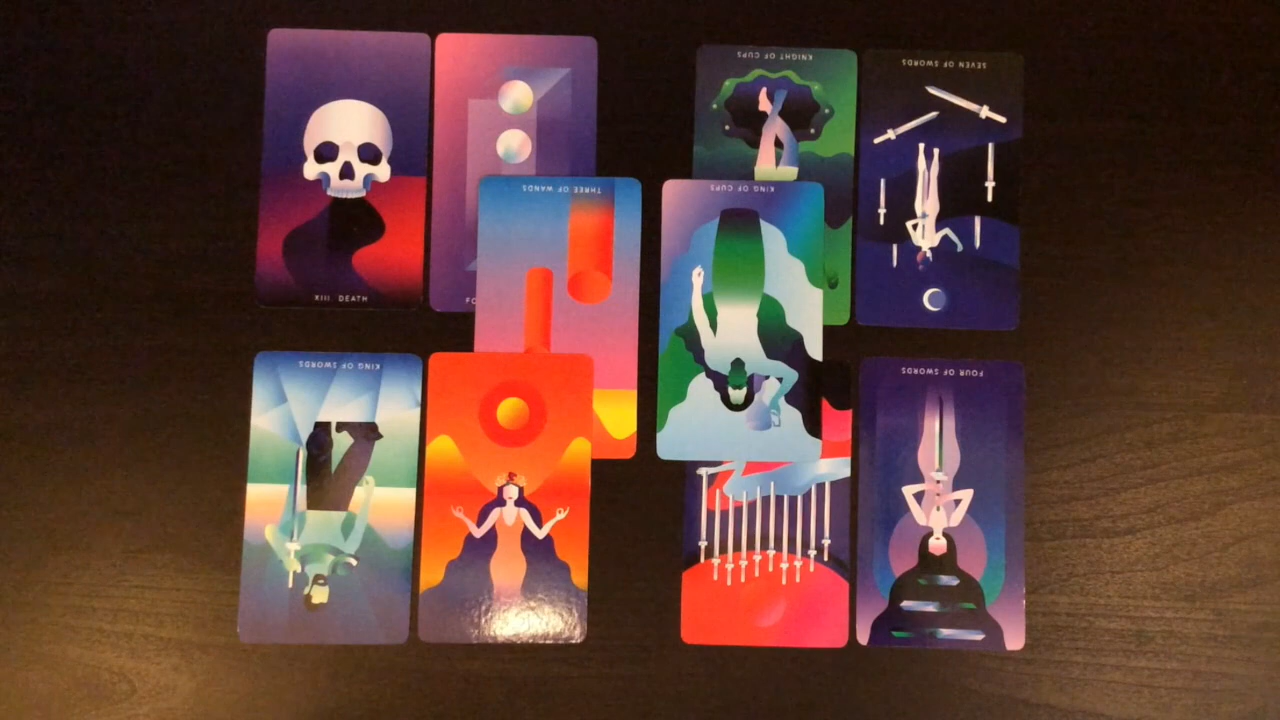 KNIGHT OF CUPS
SEVEN OF SWORDS
THREE OF WANDS
KING OF CUPS
XIII DEATH
FO
KING OF SWORDS
FOUR OF SWORDS